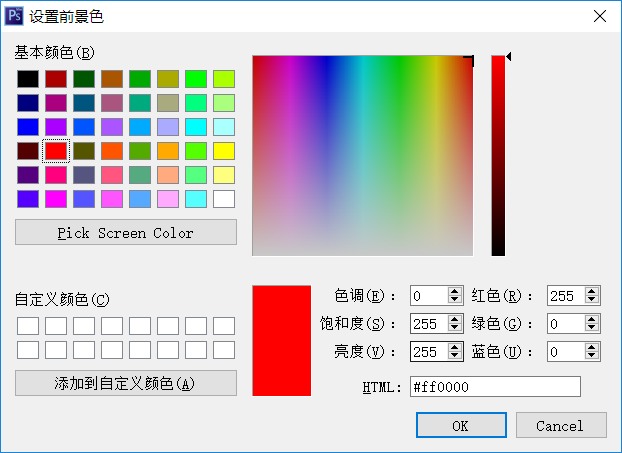 Ps 设置前景色
基本颜色(B)
Pick Screen Color
自定义颜色(C)
添加到自定义颜色(A)
色调(E)： 0 红色(R)： 255
饱和度(S)： 255 绿色(G)： 0
亮度(V)： 255 蓝色(U)： 0
HTML: #ff0000
OK Cancel